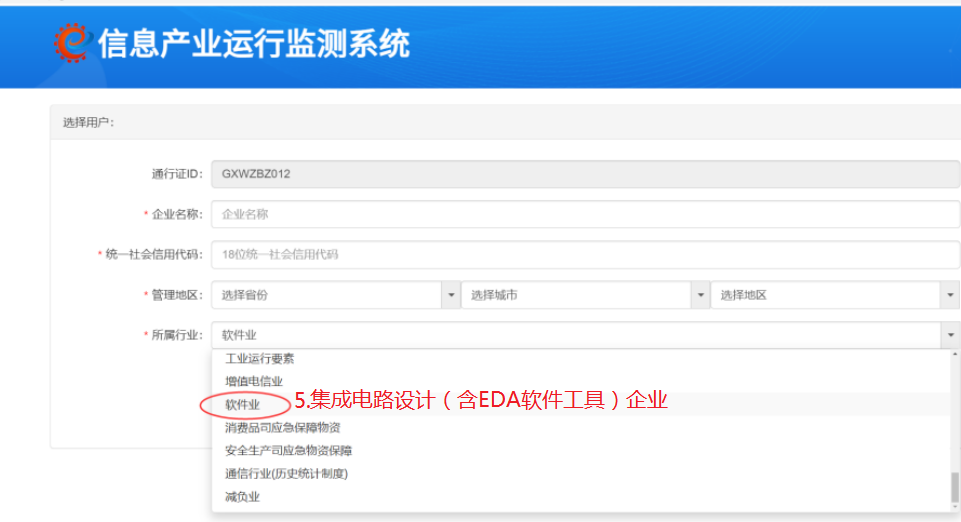 信息产业运行监测系统
选择用户:
通行证ID: GXWZBZ012
* 企业名称: 企业名称
* 统一社会信用代码: 18位统一社会信用代码
* 管理地区: 选择省份 选择城市 选择地区
* 所属行业: 软件业
工业运行要素
增值电信业
软件业 5.集成电路设计（含EDA软件工具）企业
消费品司应急保障物资
安全生产司应急物资保障
通信行业(历史统计制度)
减负业